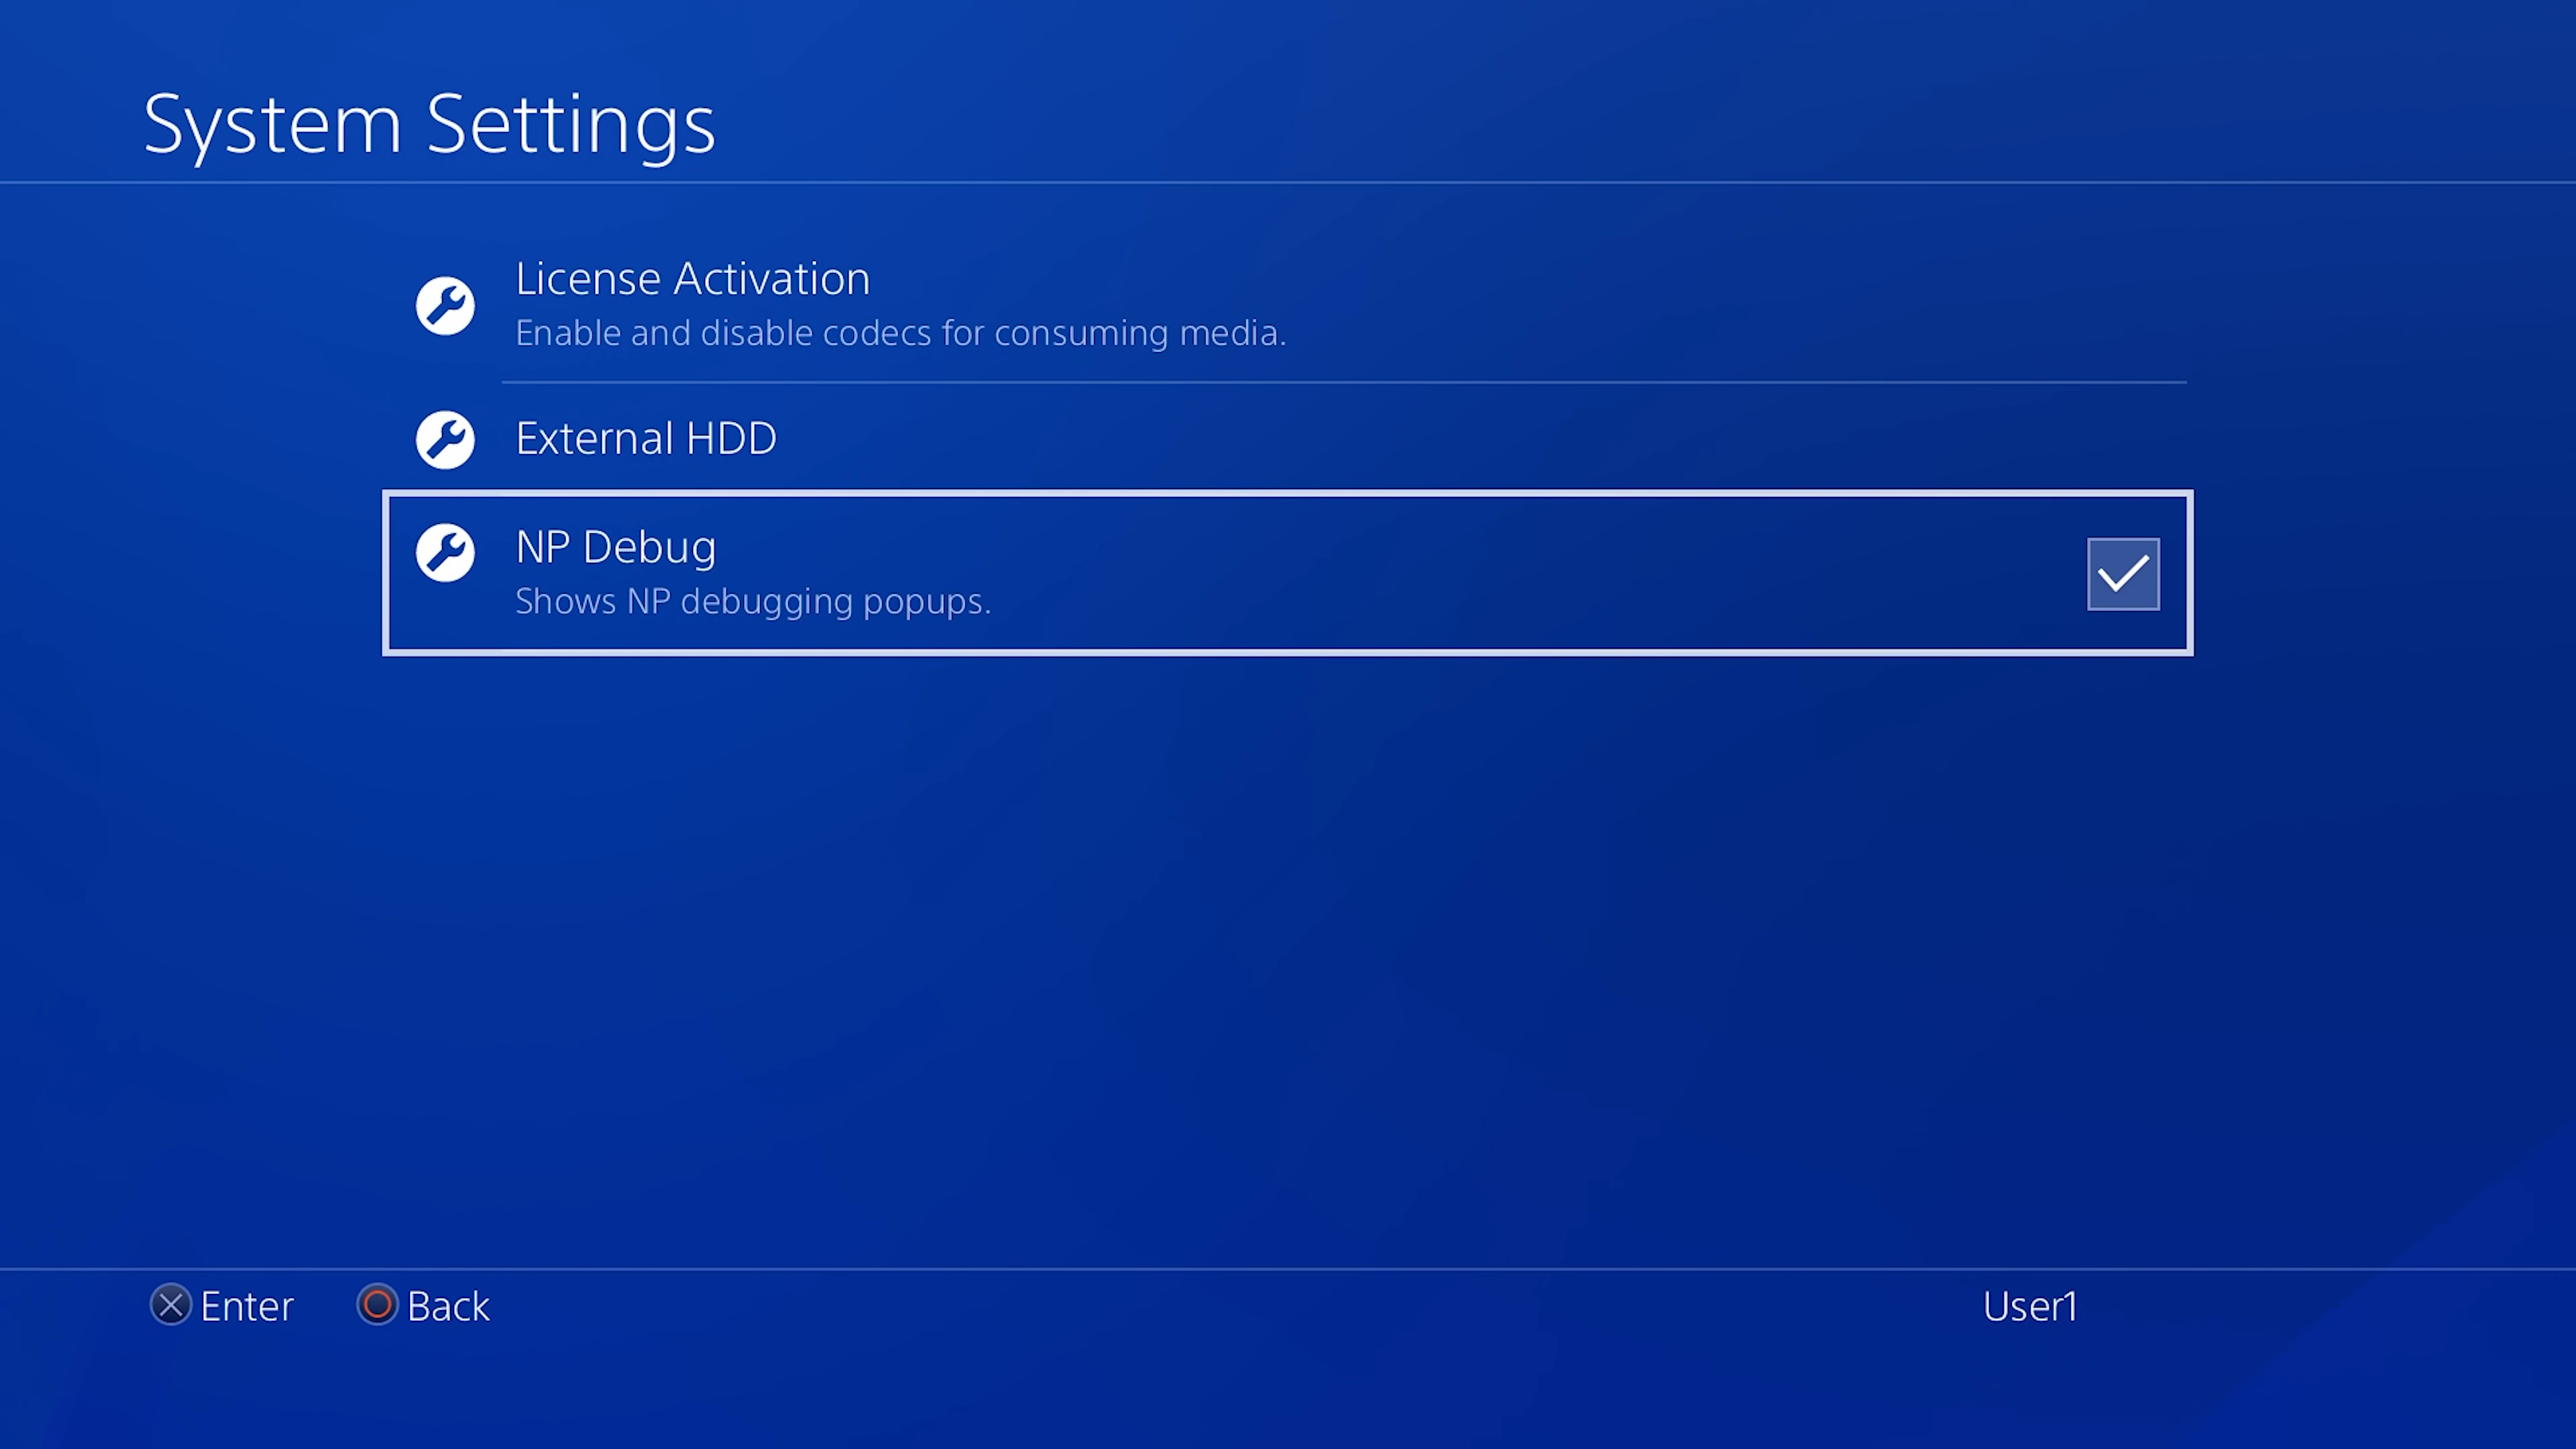 System Settings
License Activation
Enable and disable codecs for consuming media.
External HDD
NP Debug
Shows NP debugging popups.
Enter
Back
User1